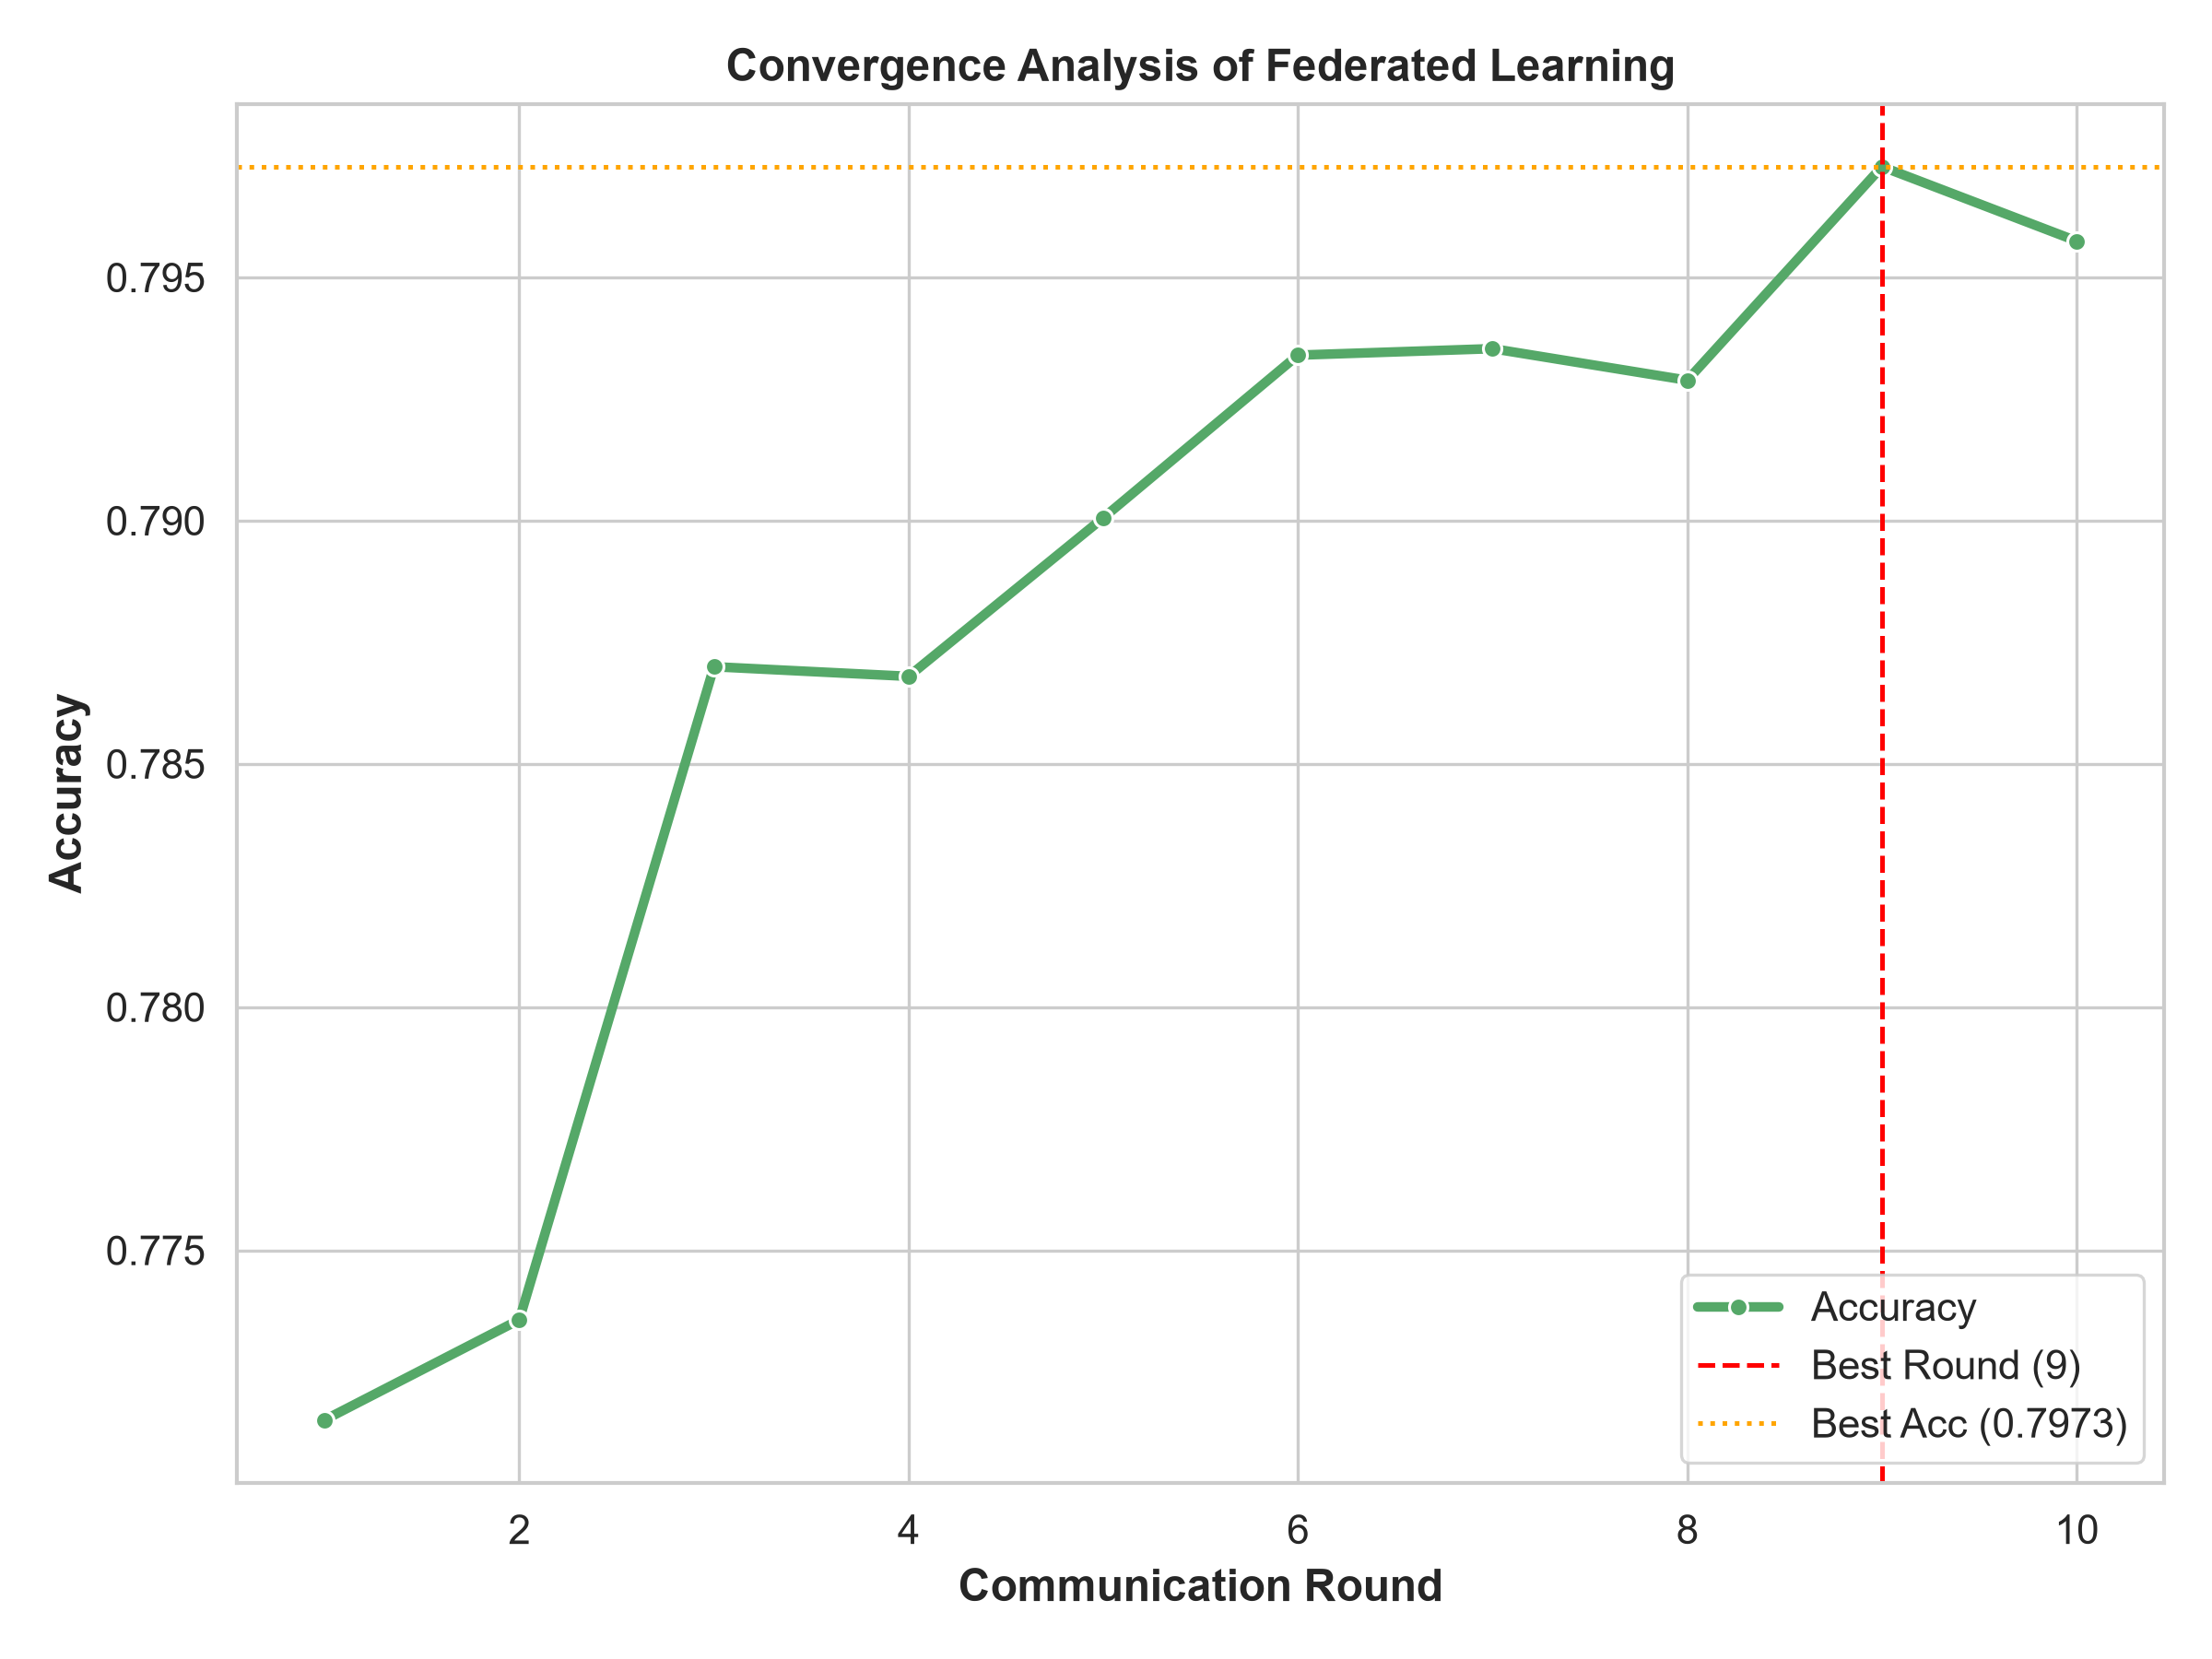 Convergence Analysis of Federated Learning
Accuracy
0.795
0.790
0.785
0.780
0.775
2
4
6
8
10
Communication Round
Accuracy
Best Round (9)
Best Acc (0.7973)